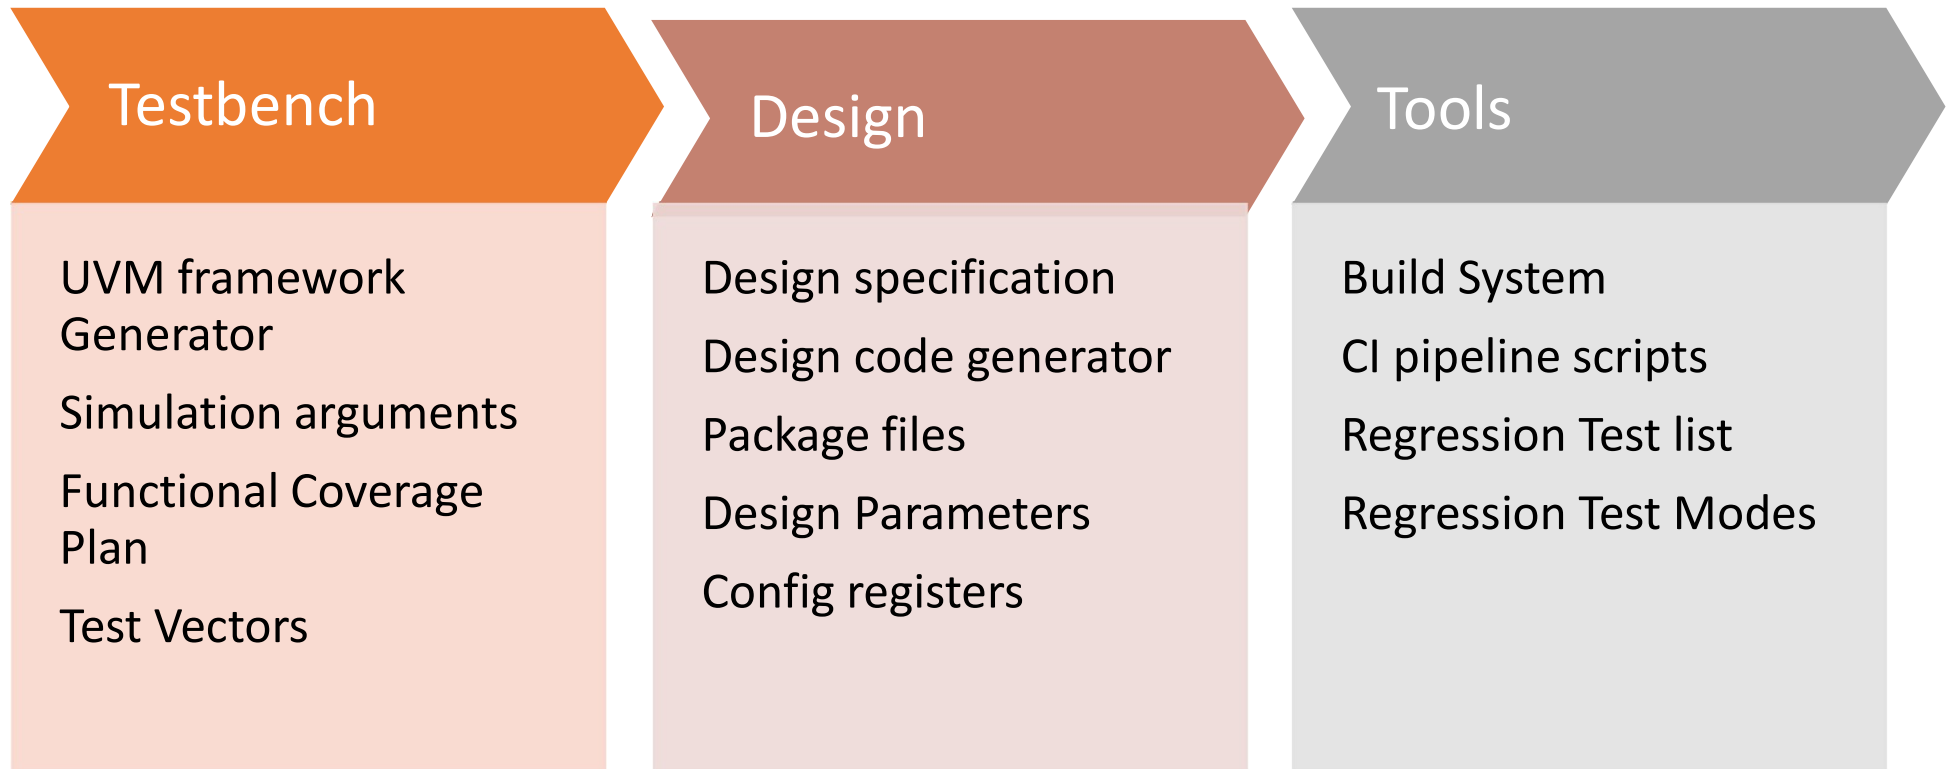 Testbench
UVM framework
Generator
Simulation arguments
Functional Coverage
Plan
Test Vectors
Design
Design specification
Design code generator
Package files
Design Parameters
Config registers
Tools
Build System
CI pipeline scripts
Regression Test list
Regression Test Modes